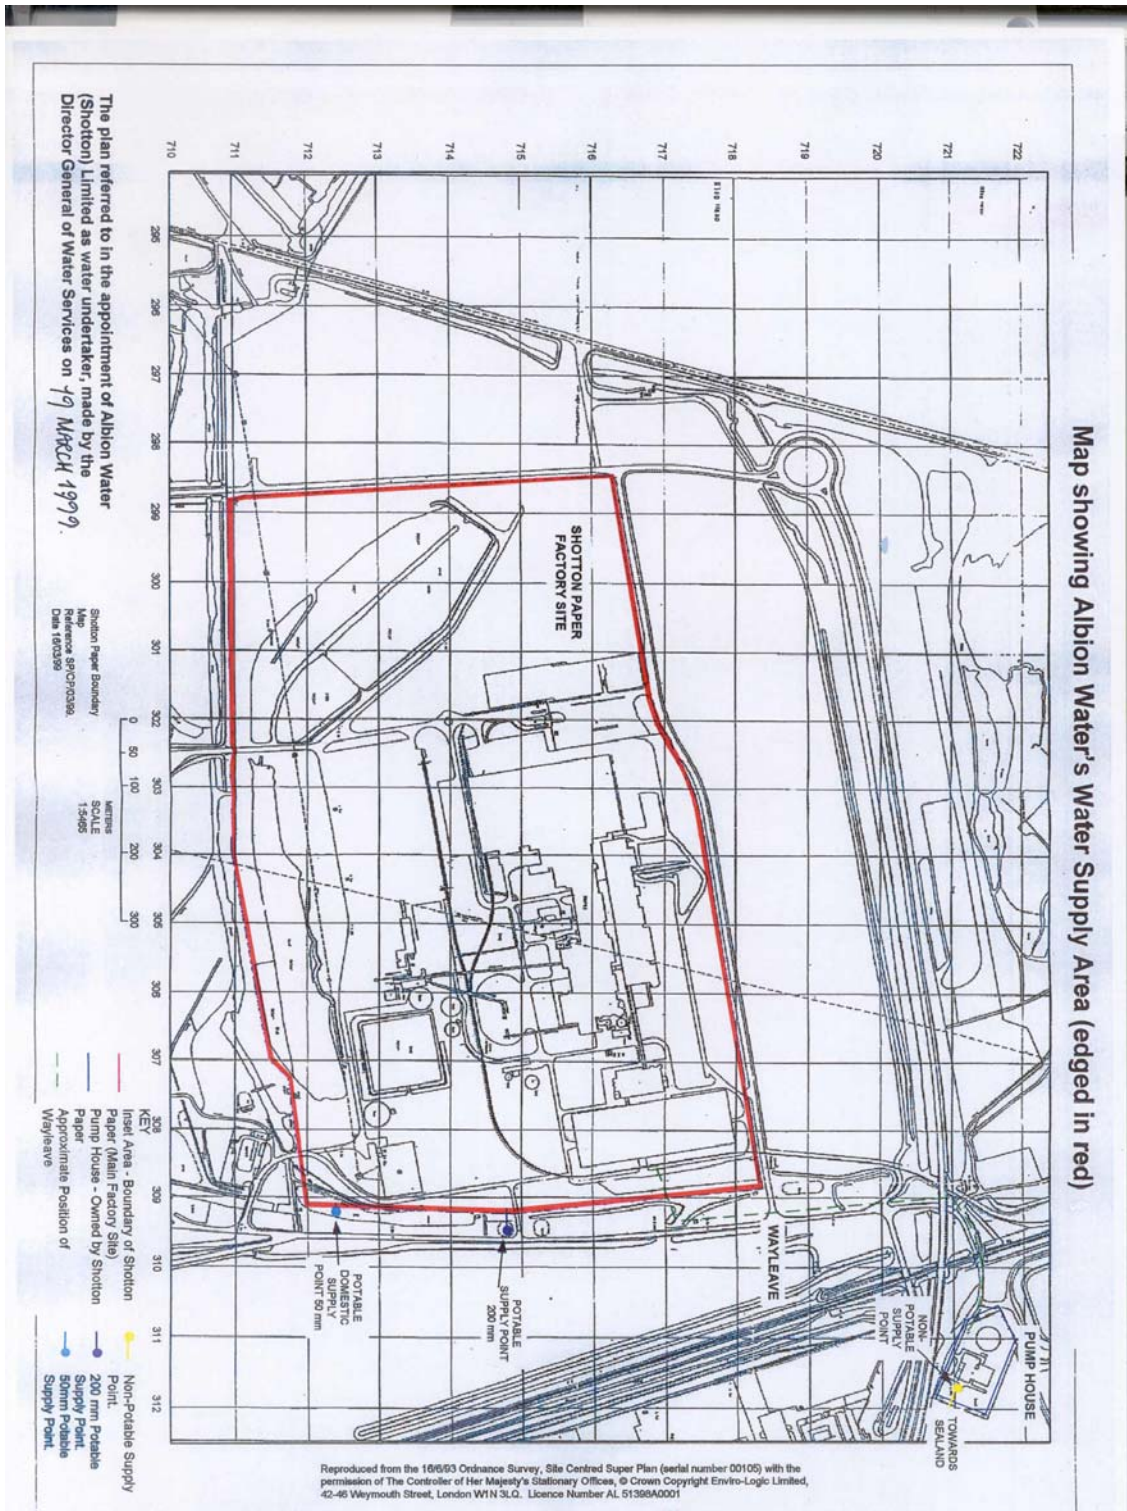 Map showing Albion Water's Water Supply Area (edged in red)
722
721
720
719
718
717
716
715
714
713
712
711
710
295
296
297
298
299
300
301
302
303
304
305
306
307
308
309
310
311
312
SHOTTON PAPER
FACTORY SITE
WAYLEAVE
PUMP HOUSE
NON-
POTABLE
SUPPLY
POINT
TOWARDS
SEALAND
POTABLE
SUPPLY POINT
200 mm
POTABLE
DOMESTIC
SUPPLY
POINT 50 mm
The plan referred to in the appointment of Albion Water
(Shotton) Limited as water undertaker, made by the
Director General of Water Services on 19 MARCH 1999.
Shotton Paper Boundary
Map
Reference SP/CP/03/99.
Date 16/03/99
METERS
SCALE
1:5465
0 50 100 200 300
KEY
Inset Area - Boundary of Shotton
Paper (Main Factory Site)
Pump House - Owned by Shotton
Paper
Approximate Position of
Wayleave
Non-Potable Supply
Point.
200 mm Potable
Supply Point.
50mm Potable
Supply Point.
Reproduced from the 16/6/93 Ordnance Survey, Site Centred Super Plan (serial number 00105) with the
permission of The Controller of Her Majesty's Stationary Offices, © Crown Copyright Enviro-Logic Limited,
42-46 Weymouth Street, London W1N 3LQ. Licence Number AL 51398A0001